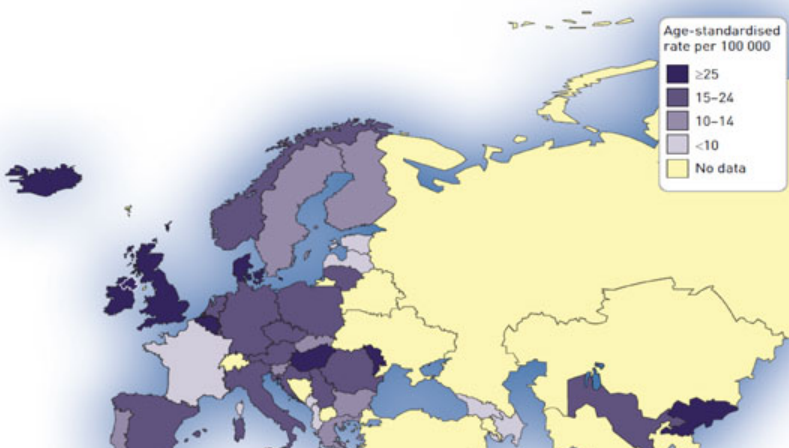 Age-standardised
rate per 100 000
≥25
15–24
10–14
<10
No data